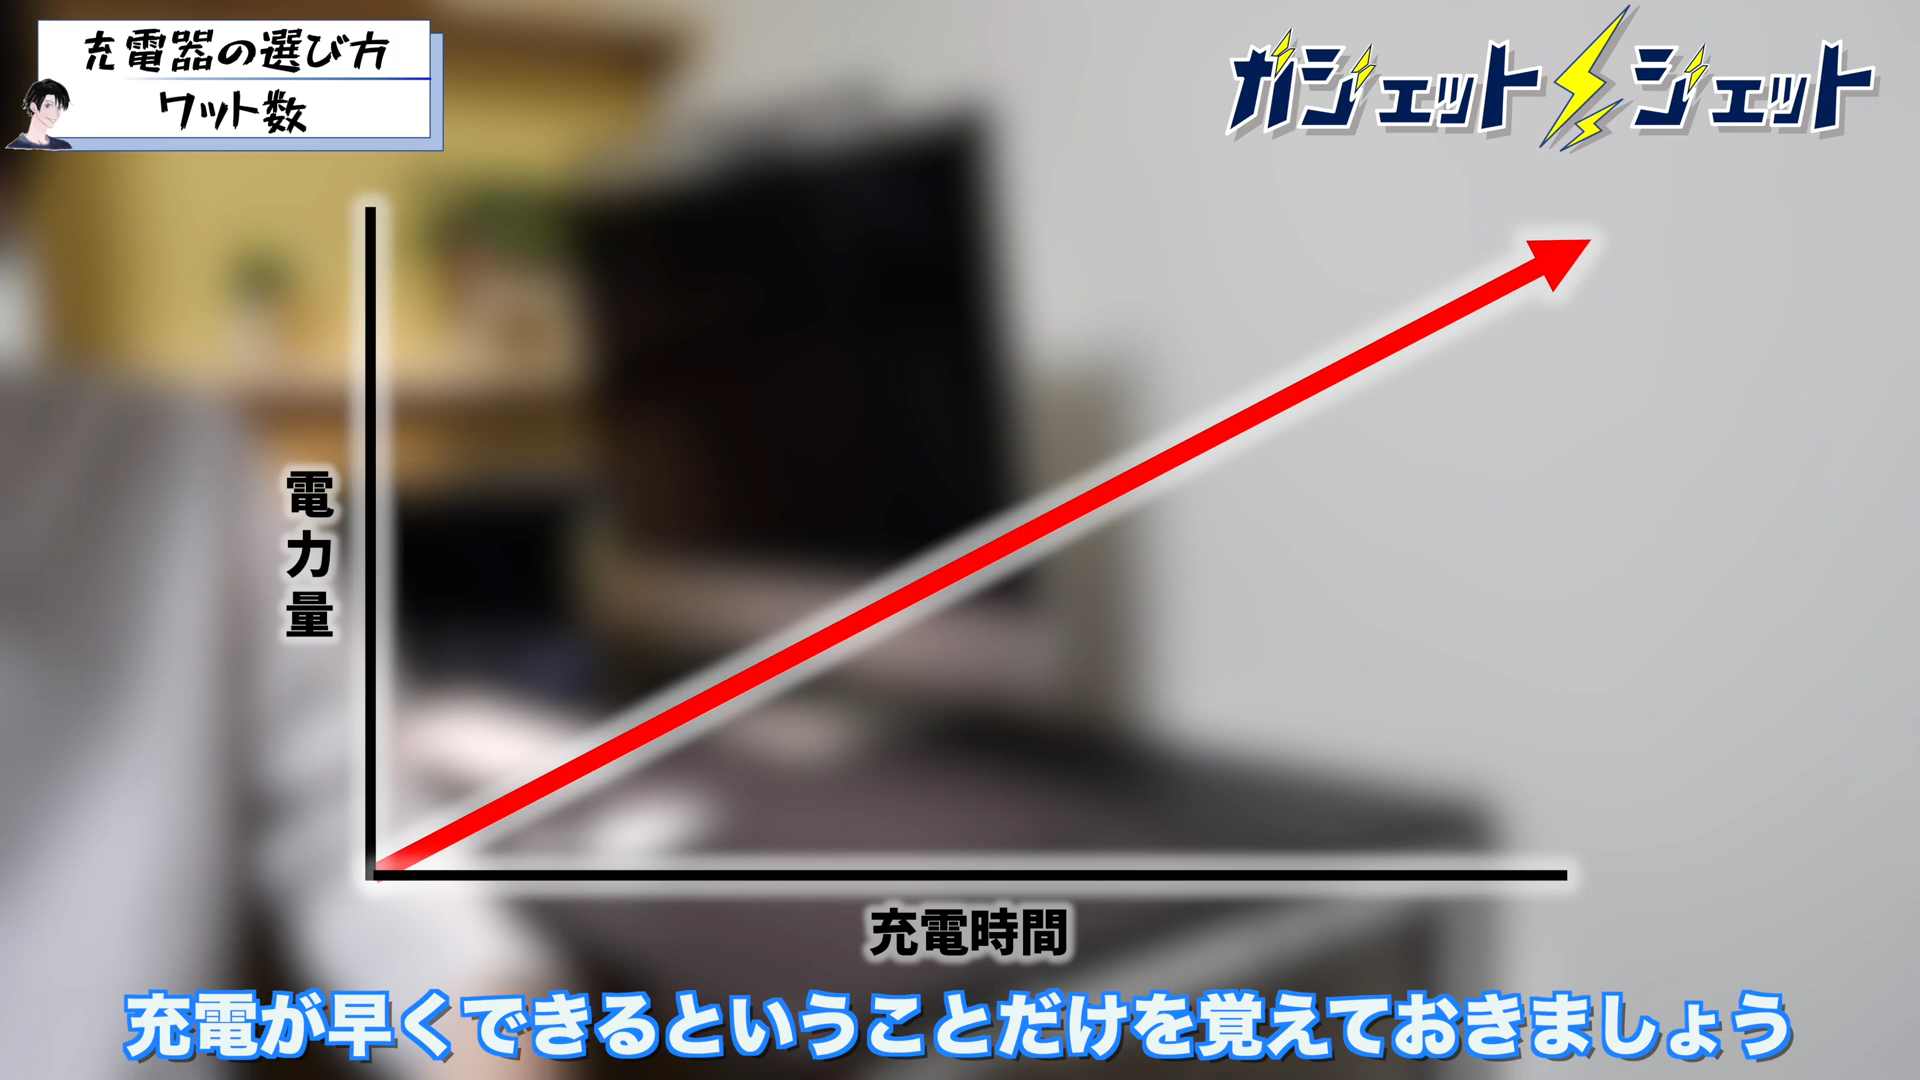 充電器の選び方
ワット数
ガジェットジェット
電力量
充電時間
充電が早くできるということだけを覚えておきましょう